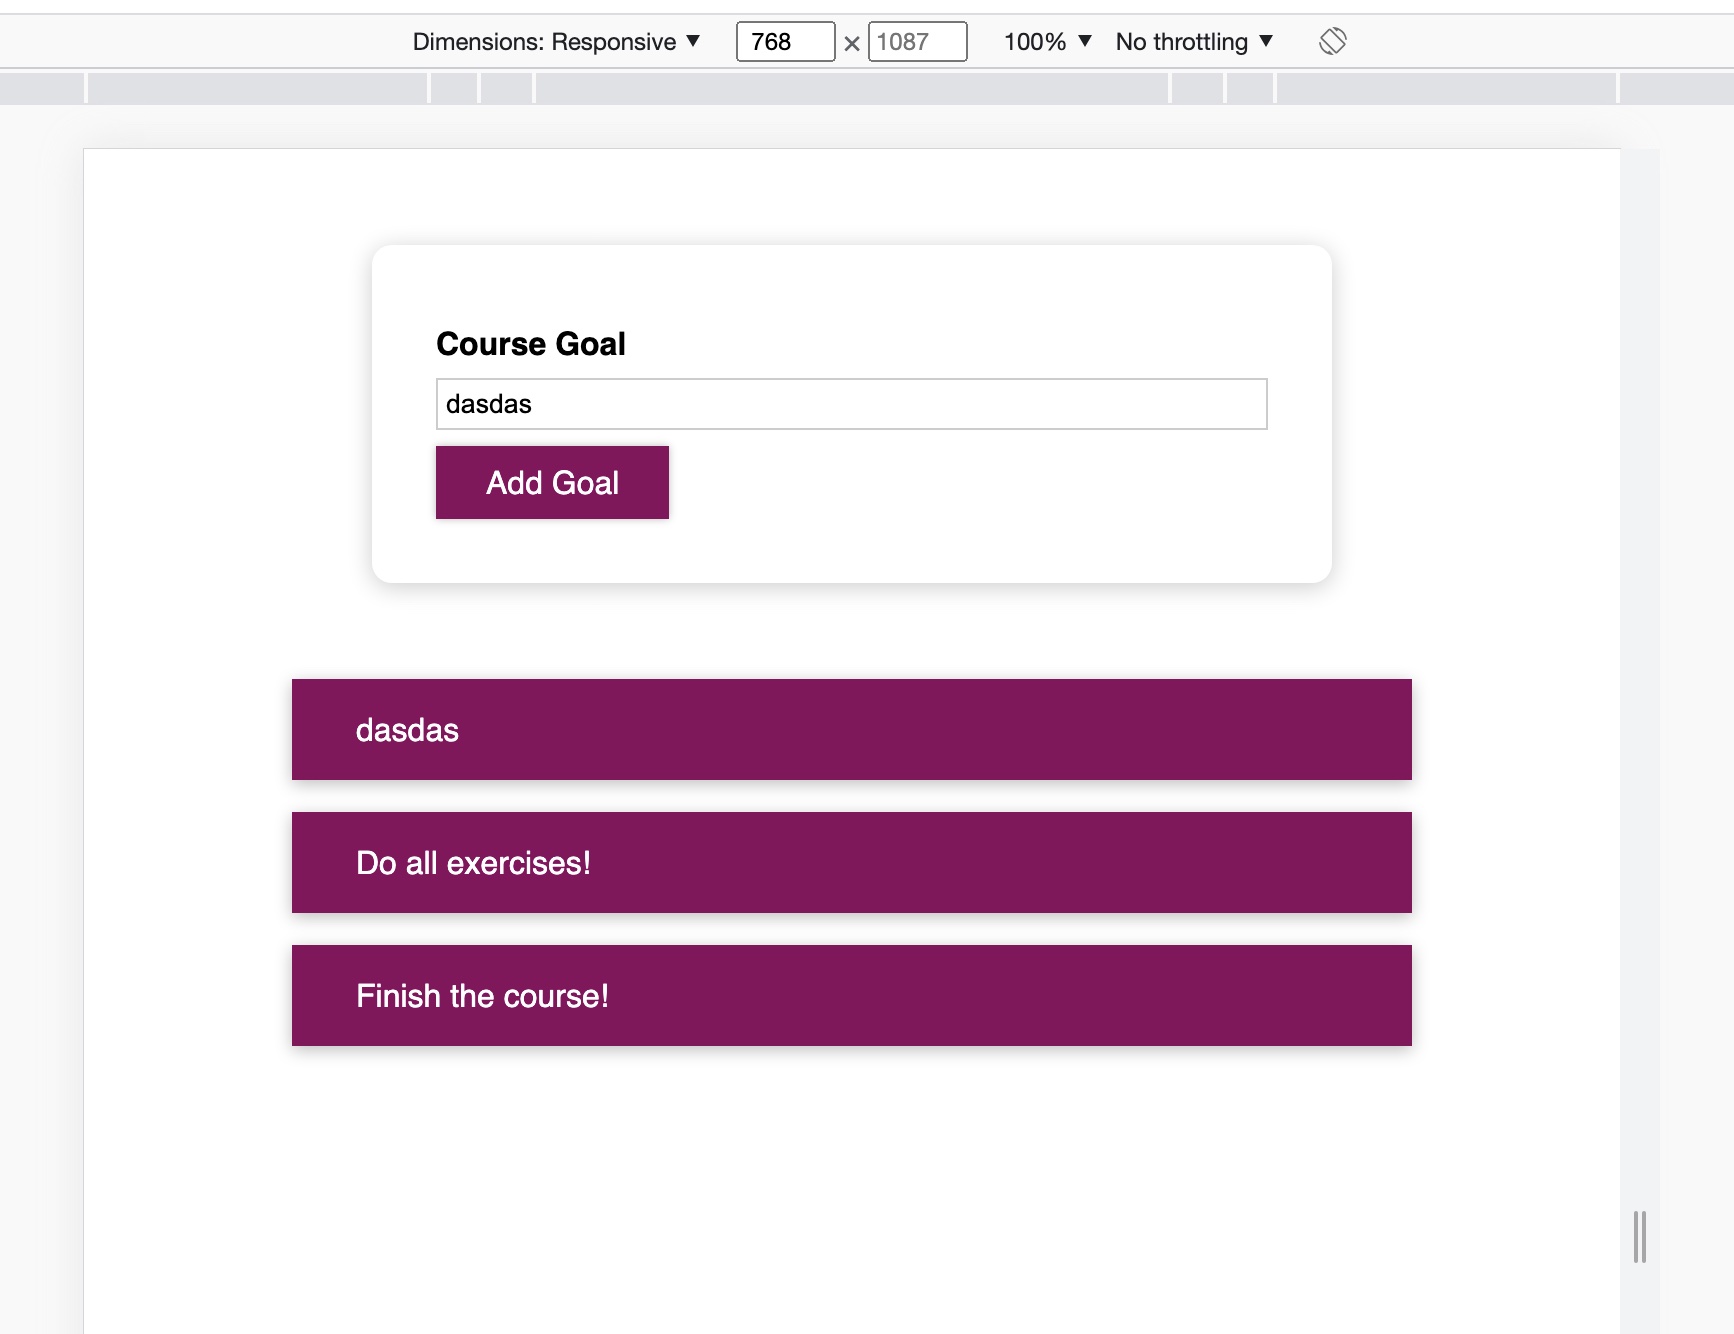 Dimensions: Responsive ▼ 768 × 1087 100% ▼ No throttling ▼
Course Goal
dasdas
Add Goal
dasdas
Do all exercises!
Finish the course!